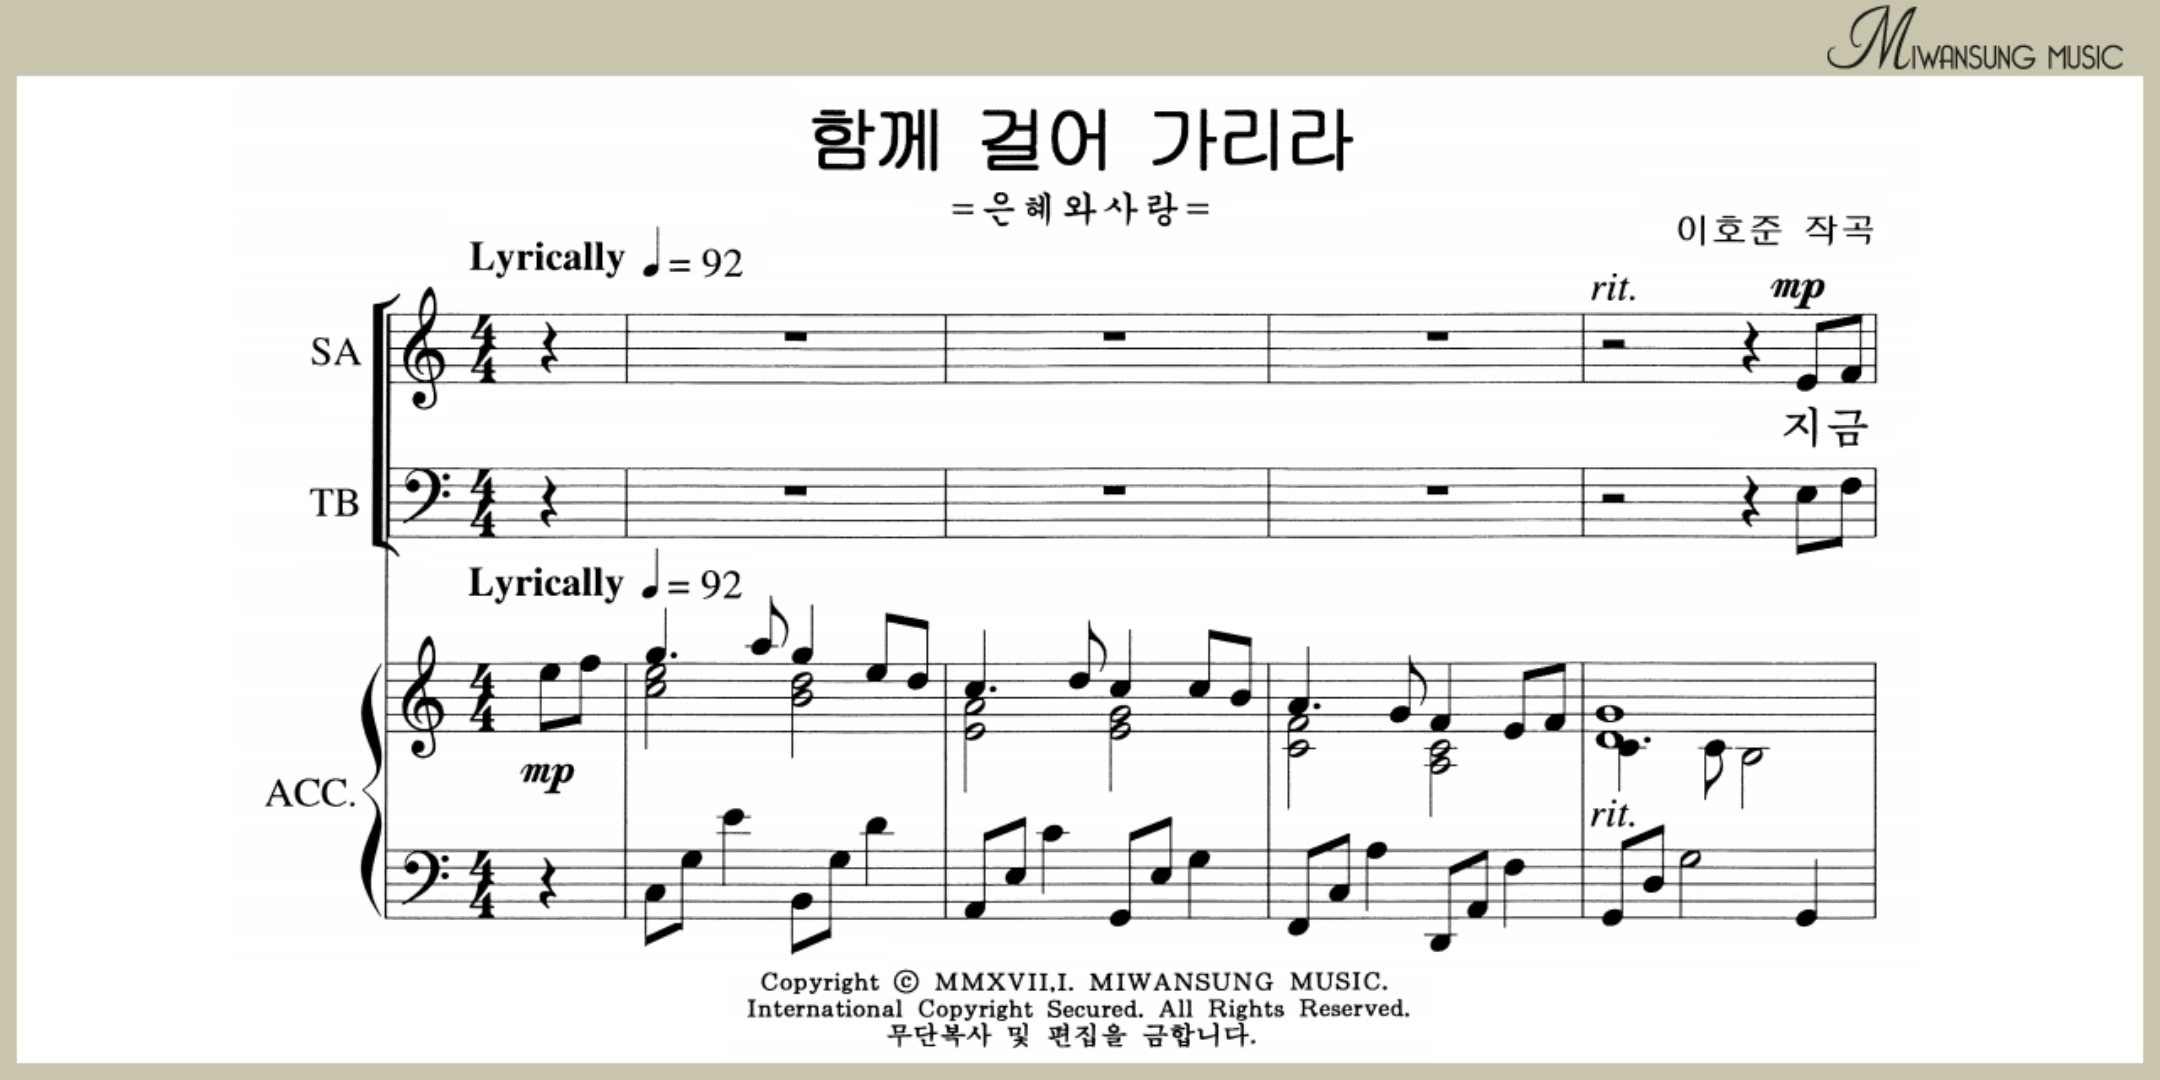 MIWANSUNG MUSIC
함께 걸어 가리라
=은혜와사랑=
이호준 작곡
Lyrically ♩= 92
rit. mp
SA
지금
TB
Lyrically ♩= 92
mp
ACC.
rit.
Copyright © MMXVII,I. MIWANSUNG MUSIC.
International Copyright Secured. All Rights Reserved.
무단복사 및 편집을 금합니다.